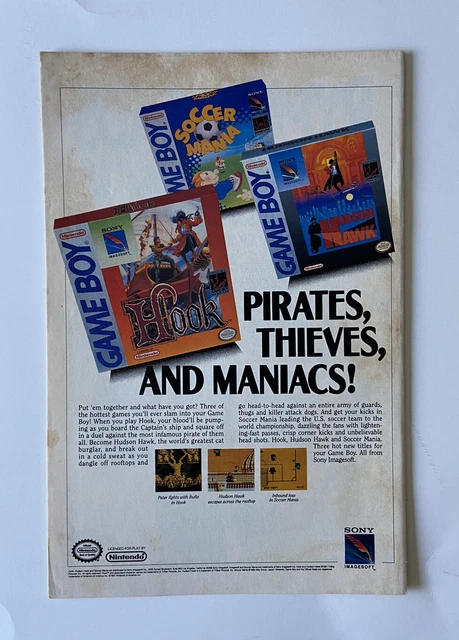 SONY
SOCCER
MANIA
GAME BOY
Nintendo
HUDSON HAWK
Nintendo
GAME BOY
HAWK
Nintendo
SONY
IMAGESOFT
GAME BOY
Hook
Nintendo
PIRATES,
THIEVES,
AND MANIACS!
Put 'em together and what have you got? Three of
the hottest games you'll ever slam into your Game
Boy! When you play Hook, your blood'll be pump-
ing as you board the Captain's ship and square off
in a duel against the most infamous pirate of them
all. Become Hudson Hawk, the world's greatest cat
burglar, and break out
in a cold sweat as you
dangle off rooftops and
go head-to-head against an entire army of guards,
thugs and killer attack dogs. And get your kicks in
Soccer Mania leading the U.S. soccer team to the
world championship, dazzling the fans with lighten-
ing-fast passes, crisp corner kicks and unbelievable
head shots. Hook, Hudson Hawk and Soccer Mania.
Three hot new titles for
your Game Boy. All from
Sony Imagesoft.
Peter fights with Rufio
in Hook
Hudson Hawk
escapes across the rooftop
Inbound toss
in Soccer Mania
LICENSED FOR PLAY BY
Nintendo
SONY
IMAGESOFT